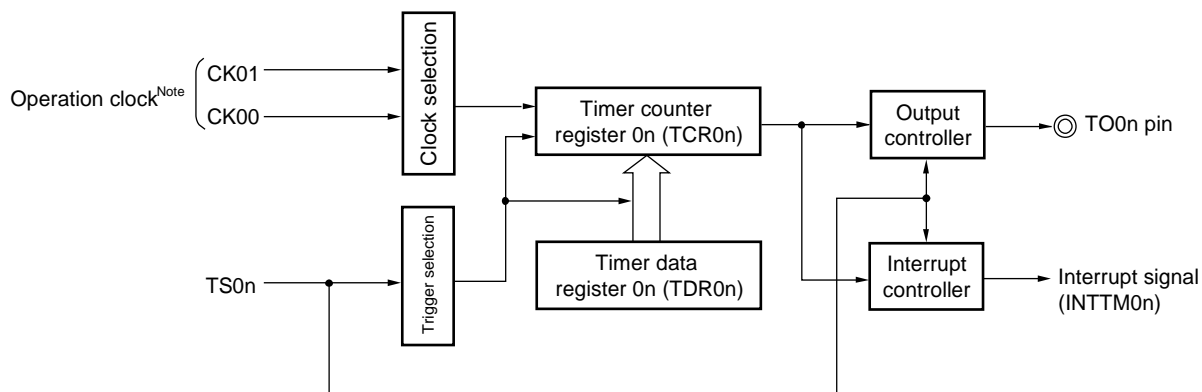 Operation clockNote
CK01
CK00
Clock selection
Timer counter
register 0n (TCR0n)
Output
controller
TO0n pin
TS0n
Trigger selection
Timer data
register 0n (TDR0n)
Interrupt
controller
Interrupt signal
(INTTM0n)